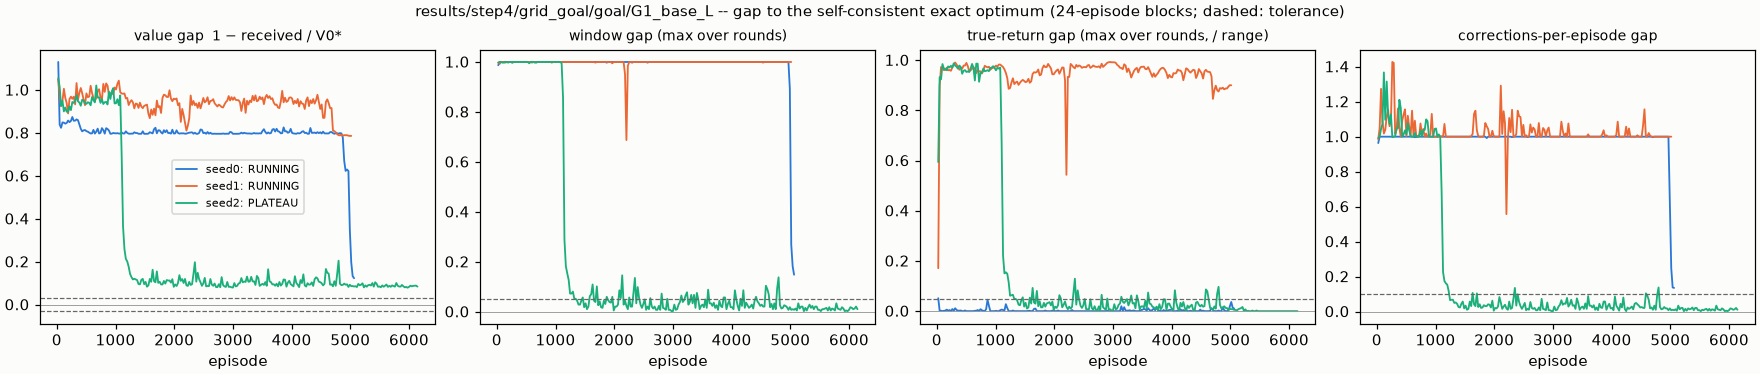 results/step4/grid_goal/goal/G1_base_L -- gap to the self-consistent exact optimum (24-episode blocks; dashed: tolerance)
value gap  1 − received / V0*
1.0
0.8
0.6
0.4
0.2
0.0
seed0: RUNNING
seed1: RUNNING
seed2: PLATEAU
0 1000 2000 3000 4000 5000 6000
episode
window gap (max over rounds)
1.0
0.8
0.6
0.4
0.2
0.0
0 1000 2000 3000 4000 5000 6000
episode
true-return gap (max over rounds, / range)
1.0
0.8
0.6
0.4
0.2
0.0
0 1000 2000 3000 4000 5000 6000
episode
corrections-per-episode gap
1.4
1.2
1.0
0.8
0.6
0.4
0.2
0.0
0 1000 2000 3000 4000 5000 6000
episode